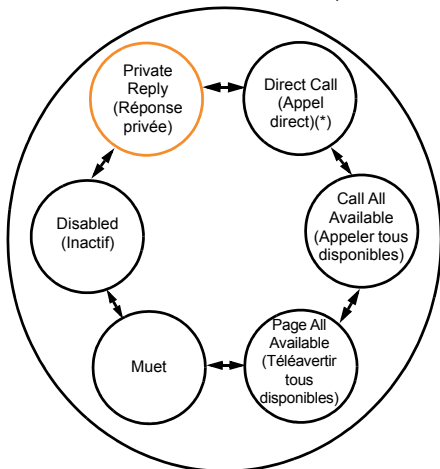 Private
Reply
(Réponse
privée)
Direct Call
(Appel
direct)(*)
Call All
Available
(Appeler tous
disponibles)
Page All
Available
(Téléavertir
tous
disponibles)
Muet
Disabled
(Inactif)